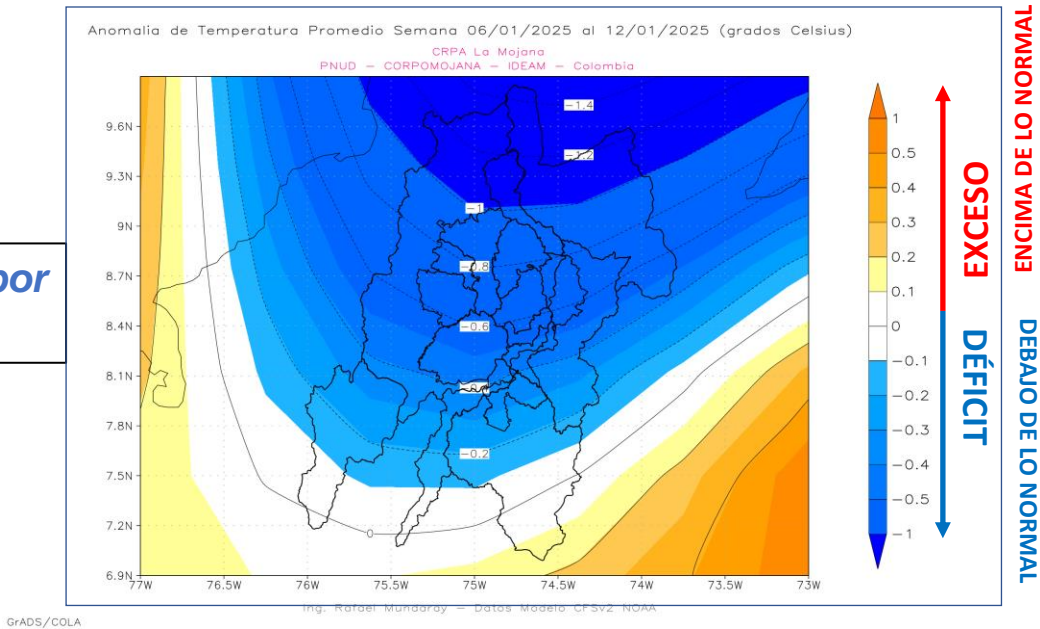 Anomalia de Temperatura Promedio Semana 06/01/2025 al 12/01/2025 (grados Celsius)
CRPA La Mojana
PNUD – CORPOMOJANA – IDEAM – Colombia
por
9.6N
9.3N
9N
8.7N
8.4N
8.1N
7.8N
7.5N
7.2N
6.9N
77W
76.5W
76W
75.5W
75W
74.5W
74W
73.5W
73W
-1.4
-1.2
-1
-0.8
-0.6
-0.2
0
1
0.5
0.4
0.3
0.2
0.1
0
-0.1
-0.2
-0.3
-0.4
-0.5
-1
EXCESO
DÉFICIT
ENCIMA DE LO NORMAL
DEBAJO DE LO NORMAL
Ing. Rafael Mundaray – Datos Modelo CFSv2 NOAA
GrADS/COLA